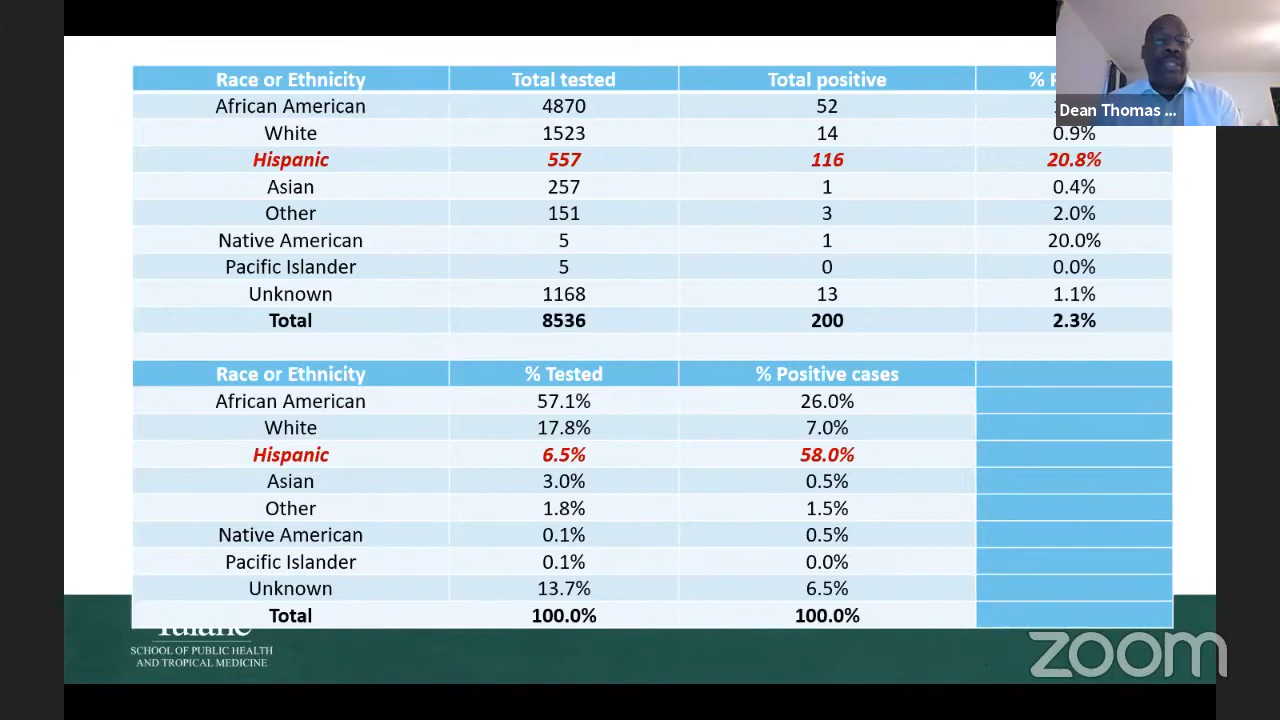 Race or Ethnicity Total tested Total positive %
African American 4870 52
White 1523 14 0.9%
Hispanic 557 116 20.8%
Asian 257 1 0.4%
Other 151 3 2.0%
Native American 5 1 20.0%
Pacific Islander 5 0 0.0%
Unknown 1168 13 1.1%
Total 8536 200 2.3%
Race or Ethnicity % Tested % Positive cases
African American 57.1% 26.0%
White 17.8% 7.0%
Hispanic 6.5% 58.0%
Asian 3.0% 0.5%
Other 1.8% 1.5%
Native American 0.1% 0.5%
Pacific Islander 0.1% 0.0%
Unknown 13.7% 6.5%
Total 100.0% 100.0%
Dean Thomas ...
Tulane
SCHOOL OF PUBLIC HEALTH
AND TROPICAL MEDICINE
zoom